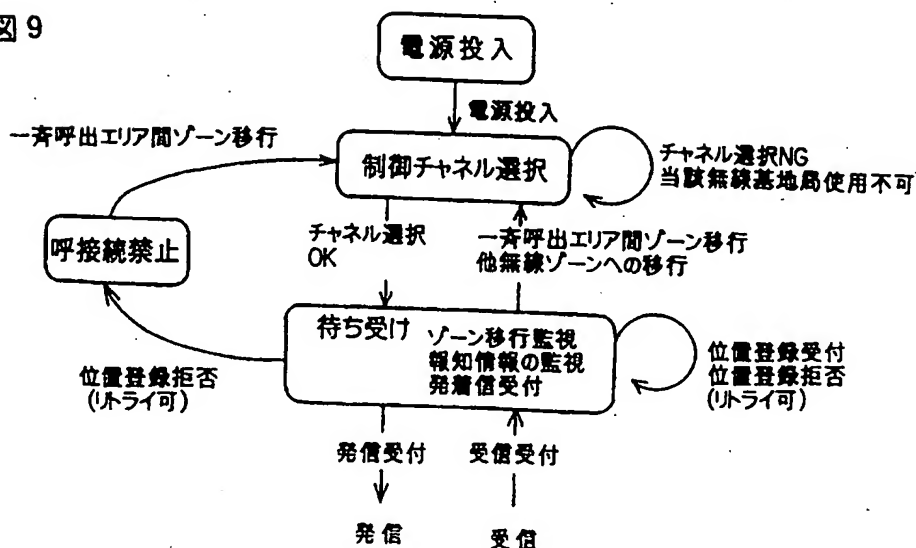 図9
電源投入
電源投入
一斉呼出エリア間ゾーン移行
制御チャネル選択
チャネル選択NG
当該無線基地局使用不可
チャネル選択
OK
一斉呼出エリア間ゾーン移行
他無線ゾーンへの移行
呼接続禁止
待ち受け
ゾーン移行監視
報知情報の監視
発着信受付
位置登録受付
位置登録拒否
(リトライ可)
位置登録拒否
(リトライ可)
発信受付
受信受付
発信
受信